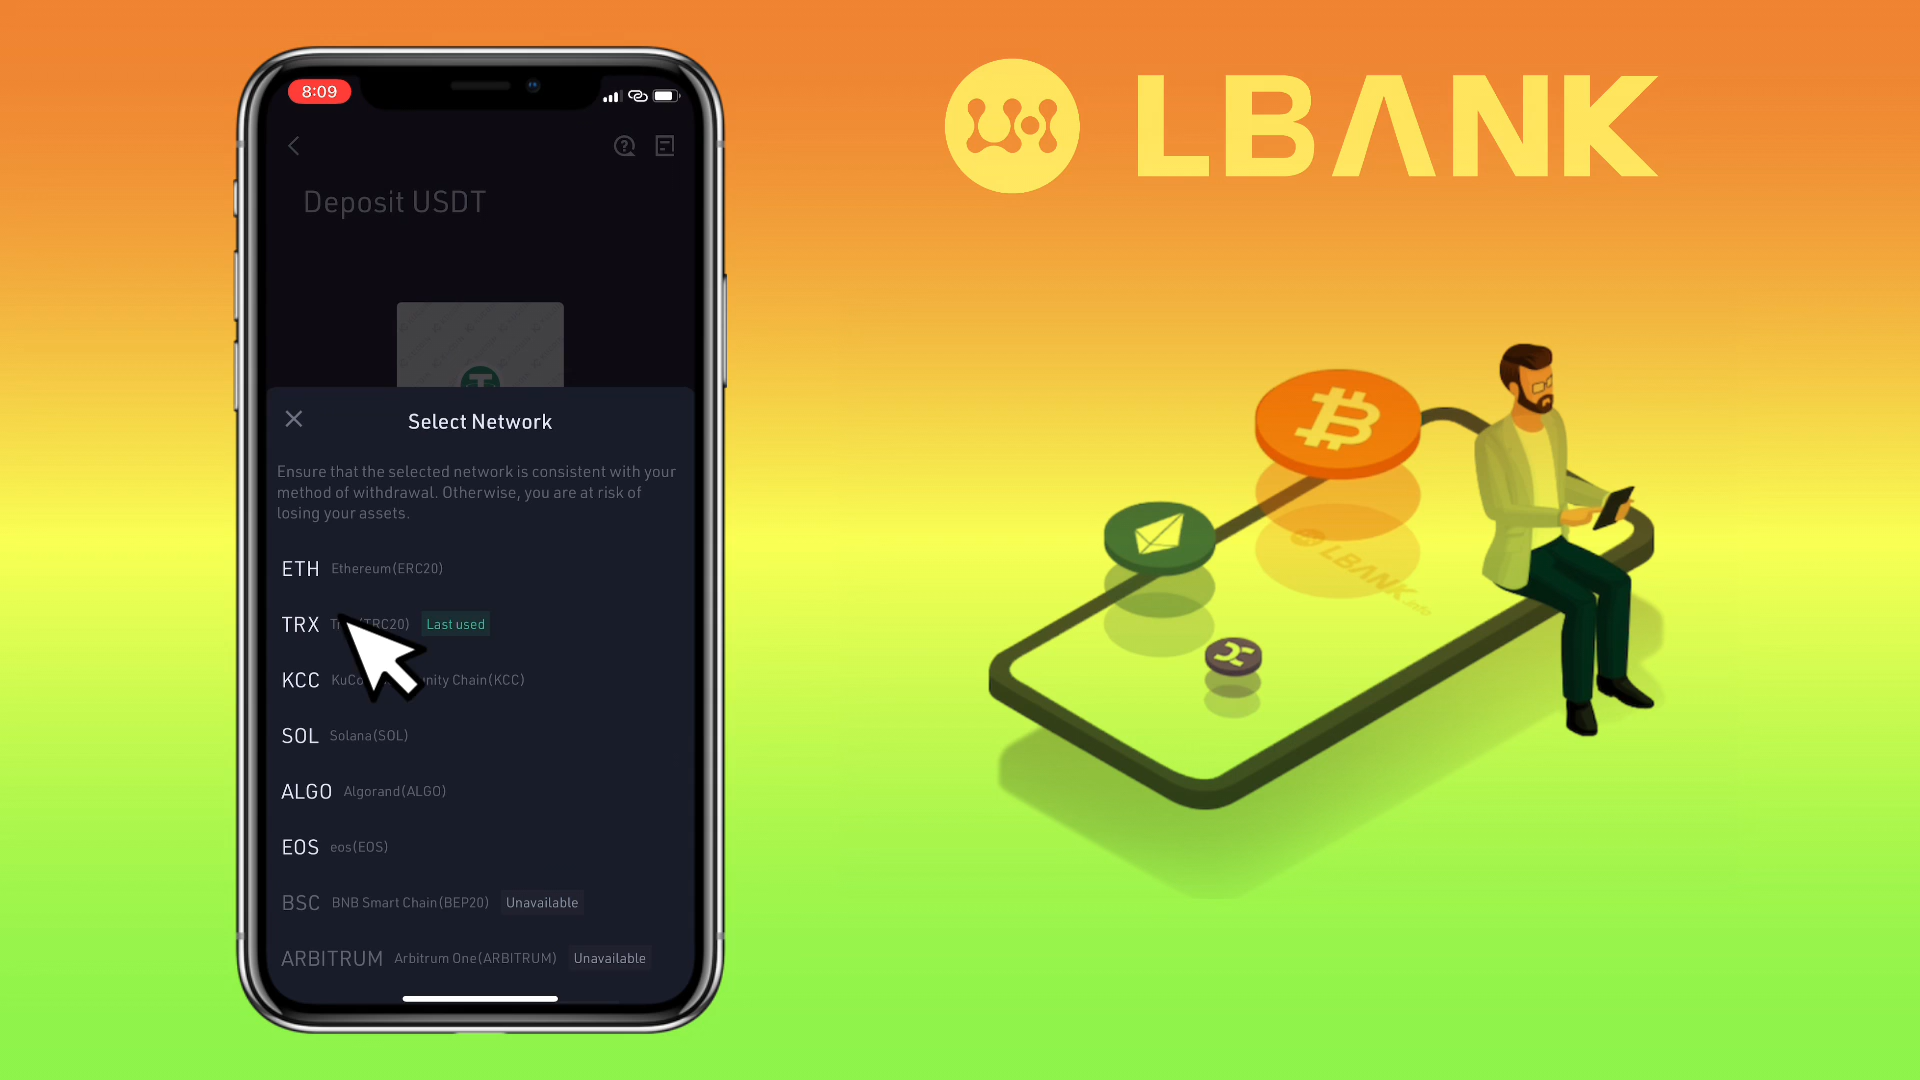 8:09
Deposit USDT
Select Network
Ensure that the selected network is consistent with your
method of withdrawal. Otherwise, you are at risk of
losing your assets.
ETH Ethereum(ERC20)
TRX (TRC20) Last used
KCC Chain(KCC)
SOL Solana(SOL)
ALGO Algorand(ALGO)
EOS eos(EOS)
BSC BNB Smart Chain(BEP20) Unavailable
ARBITRUM Arbitrum One(ARBITRUM) Unavailable
LBANK
LBANK.info